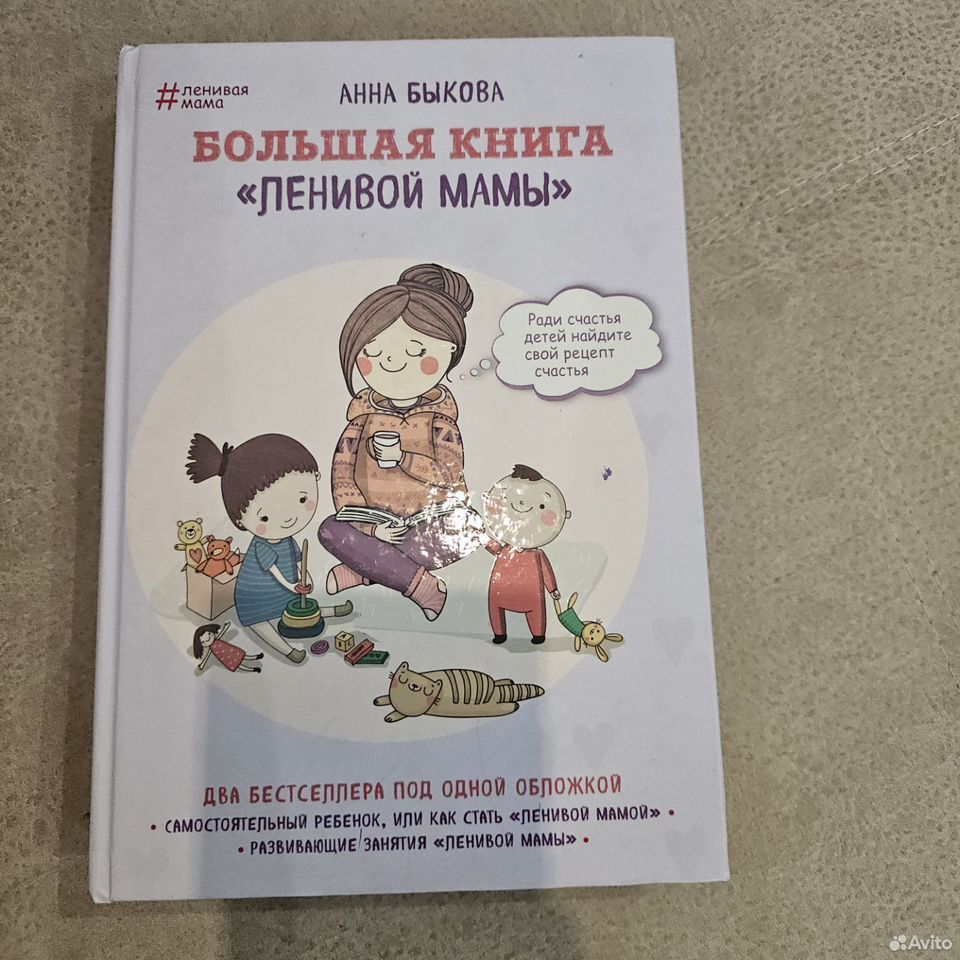 #ленивая
мама
АННА БЫКОВА
БОЛЬШАЯ КНИГА
«ЛЕНИВОЙ МАМЫ»
Ради счастья
детей найдите
свой рецепт
счастья
ДВА БЕСТСЕЛЛЕРА ПОД ОДНОЙ ОБЛОЖКОЙ
• САМОСТОЯТЕЛЬНЫЙ РЕБЕНОК, ИЛИ КАК СТАТЬ «ЛЕНИВОЙ МАМОЙ» •
• РАЗВИВАЮЩИЕ ЗАНЯТИЯ «ЛЕНИВОЙ МАМЫ» •
Avito